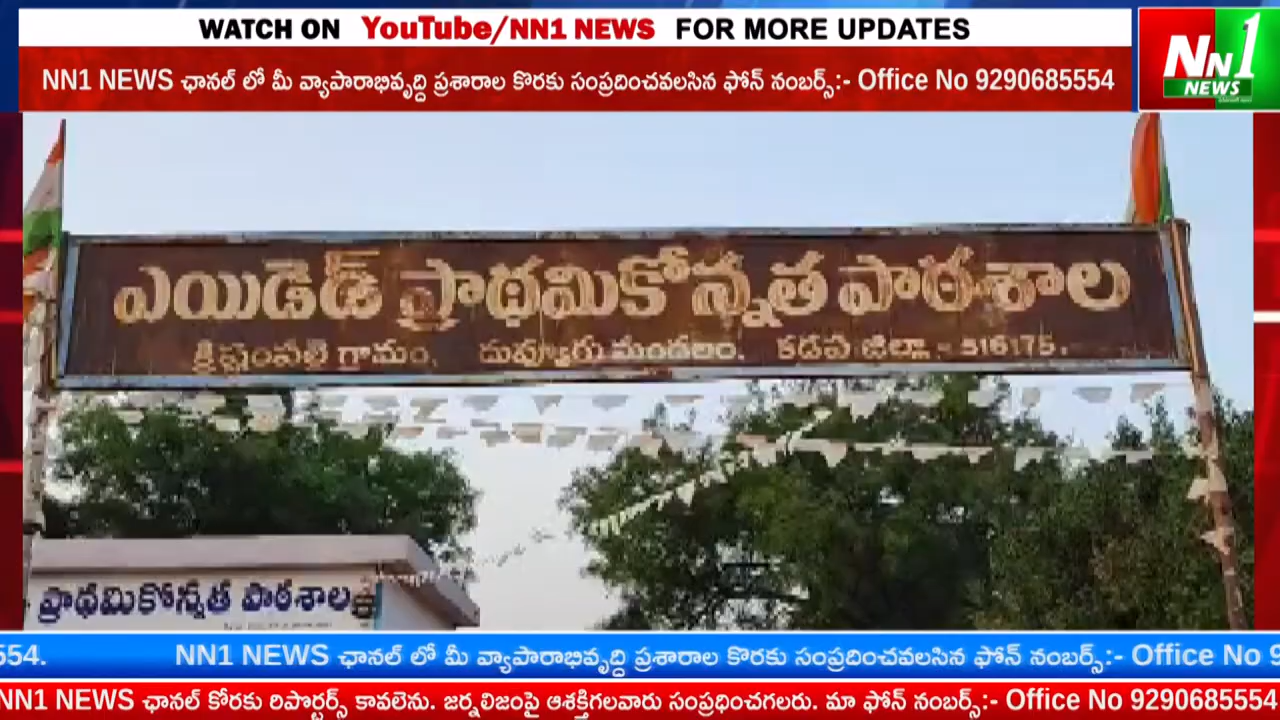 WATCH ON YouTube/NN1 NEWS FOR MORE UPDATES
NN1 NEWS
NN1 NEWS ఛానల్ లో మీ వ్యాపారాభివృద్ది ప్రశారాల కొరకు సంప్రదించవలసిన ఫోన్ నంబర్స్:- Office No 9290685554
ఎయిడెడ్ ప్రాథమికోన్నత పాఠశాల
క్రిష్ణంపల్లె గ్రామం, దువ్వూరు మండలం. కడప జిల్లా - 516175.
ప్రాథమికోన్నత పాఠశాల
554. NN1 NEWS ఛానల్ లో మీ వ్యాపారాభివృద్ది ప్రశారాల కొరకు సంప్రదించవలసిన ఫోన్ నంబర్స్:- Office No 9
NN1 NEWS ఛానల్ కోరకు రిపోర్టర్స్ కావలెను. జర్నలిజంపై ఆశక్తిగలవారు సంప్రధించగలరు. మా ఫోన్ నంబర్స్:- Office No 9290685554